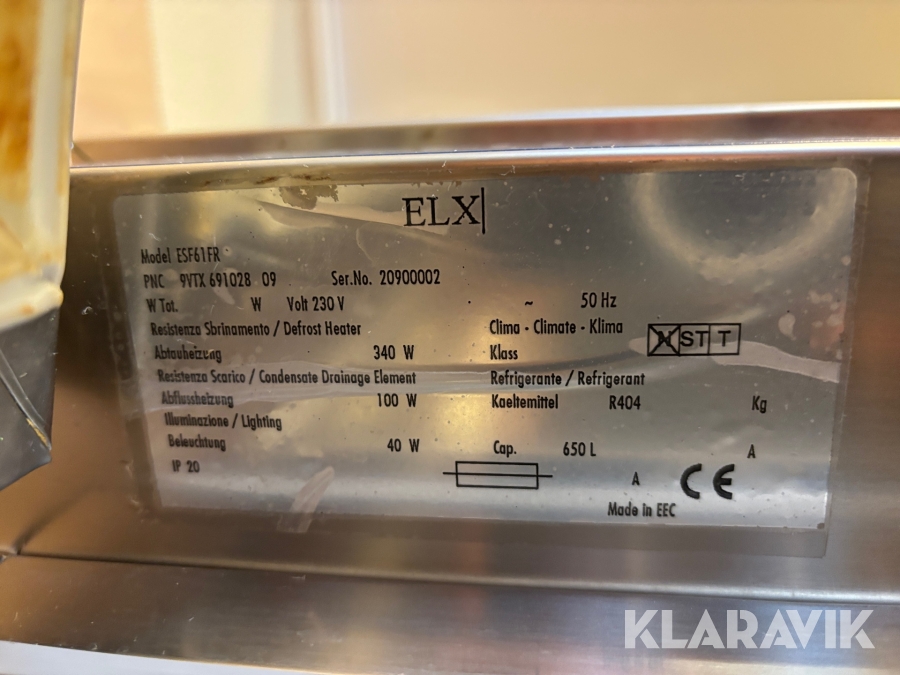 ELX
Model ESF61FR
PNC 9VTX 691028 09 Ser.No. 20900002
W Tot. W Volt 230 V ~ 50 Hz
Resistenza Sbrinamento / Defrost Heater Clima - Climate - Klima
Abtauheizung 340 W Klass N ST T
Resistenza Scarico / Condensate Drainage Element Refrigerante / Refrigerant
Abflussheizung 100 W Kaeltemittel R404 Kg
Illuminazione / Lighting
Beleuchtung 40 W Cap. 650 L A
IP 20 A CE
Made in EEC
KLARAVIK